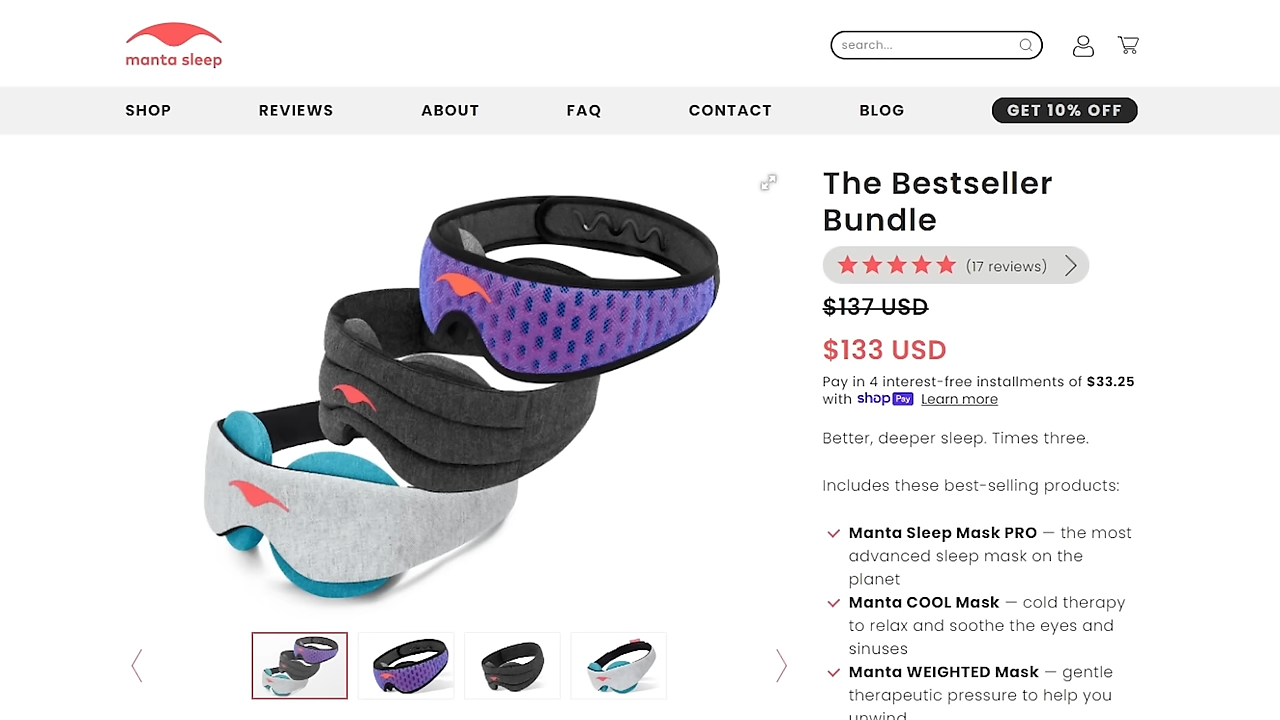 manta sleep
search...
SHOP
REVIEWS
ABOUT
FAQ
CONTACT
BLOG
GET 10% OFF
The Bestseller
Bundle
(17 reviews)
$137 USD
$133 USD
Pay in 4 interest-free installments of $33.25
with shop Pay Learn more
Better, deeper sleep. Times three.
Includes these best-selling products:
Manta Sleep Mask PRO — the most
advanced sleep mask on the
planet
Manta COOL Mask — cold therapy
to relax and soothe the eyes and
sinuses
Manta WEIGHTED Mask — gentle
therapeutic pressure to help you
unwind